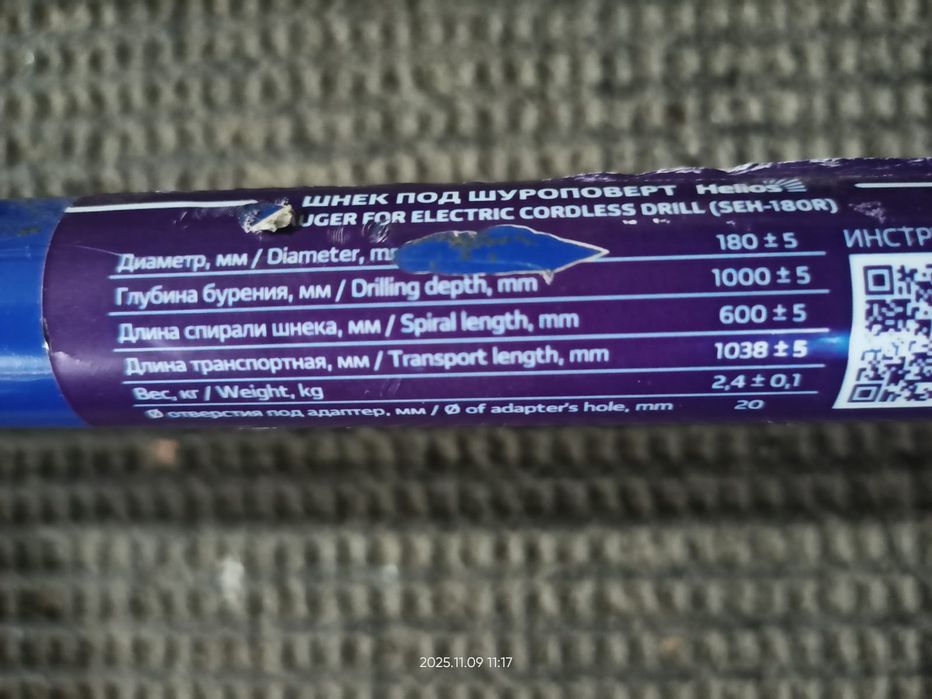 ШНЕК ПОД ШУРОПОВЕРТ Helios
UGER FOR ELECTRIC CORDLESS DRILL (SEH-180R)
Диаметр, мм / Diameter, m 180 ± 5
Глубина бурения, мм / Drilling depth, mm 1000 ± 5
Длина спирали шнека, мм / Spiral length, mm 600 ± 5
Длина транспортная, мм / Transport length, mm 1038 ± 5
Вес, кг / Weight, kg 2,4 ± 0,1
Ø отверстия под адаптер, мм / Ø of adapter's hole, mm 20
ИНСТР
2025.11.09 11:17